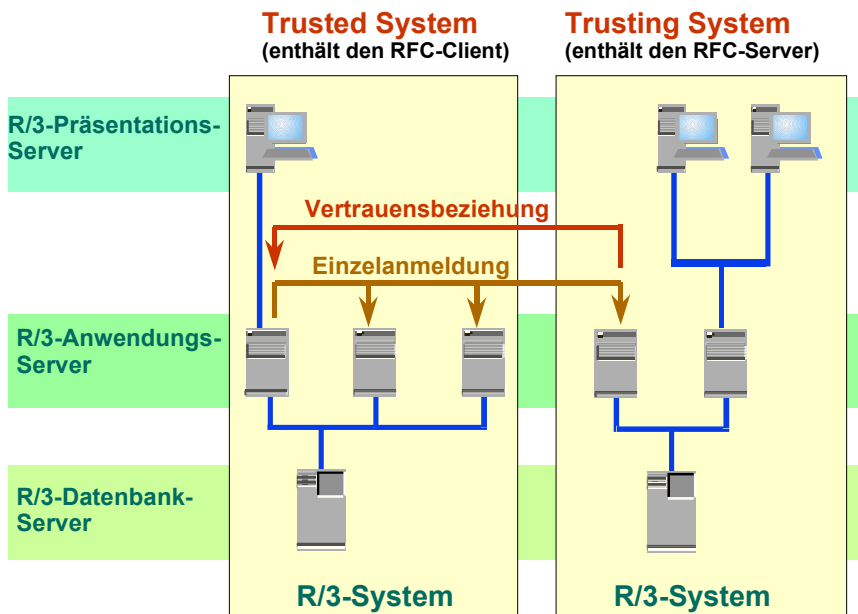 Trusted System
(enthält den RFC-Client)
Trusting System
(enthält den RFC-Server)
R/3-Präsentations-
Server
Vertrauensbeziehung
Einzelanmeldung
R/3-Anwendungs-
Server
R/3-Datenbank-
Server
R/3-System
R/3-System